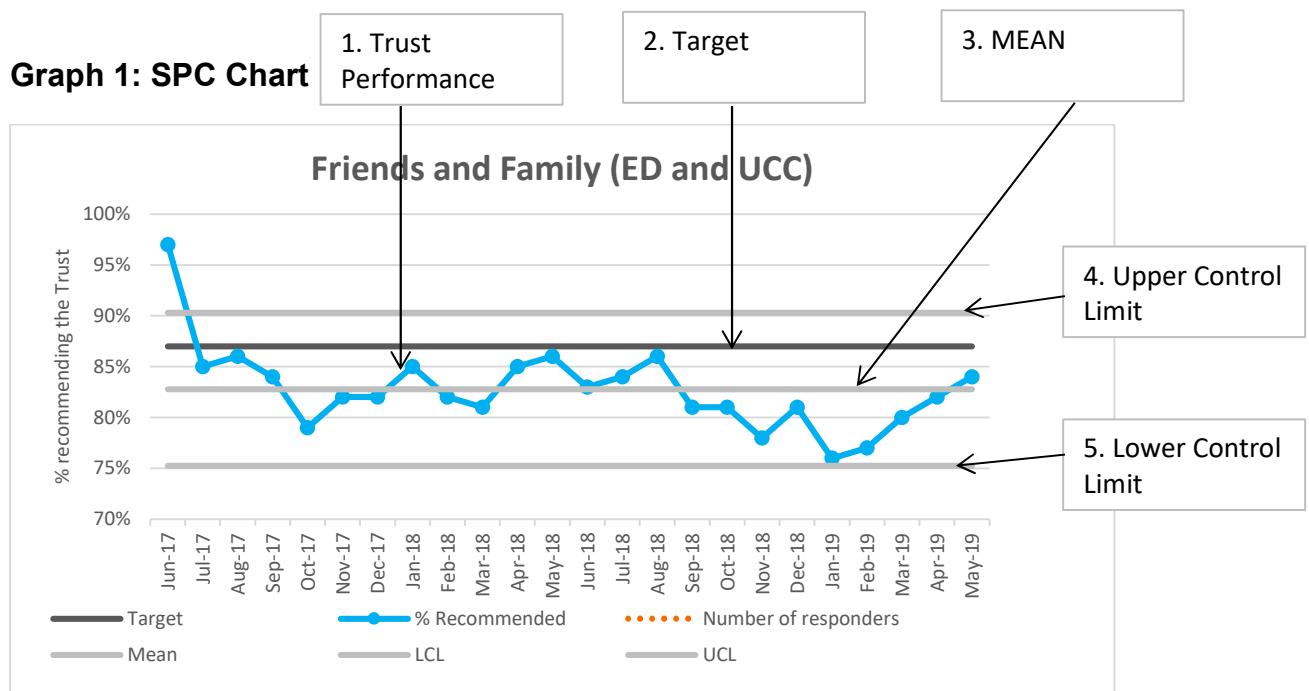 1. Trust
Performance
2. Target
3. MEAN
Graph 1: SPC Chart
Friends and Family (ED and UCC)
% recommending the Trust
100%
95%
90%
85%
80%
75%
70%
4. Upper Control
Limit
5. Lower Control
Limit
Jun-17
Jul-17
Aug-17
Sep-17
Oct-17
Nov-17
Dec-17
Jan-18
Feb-18
Mar-18
Apr-18
May-18
Jun-18
Jul-18
Aug-18
Sep-18
Oct-18
Nov-18
Dec-18
Jan-19
Feb-19
Mar-19
Apr-19
May-19
Target
% Recommended
Number of responders
Mean
LCL
UCL